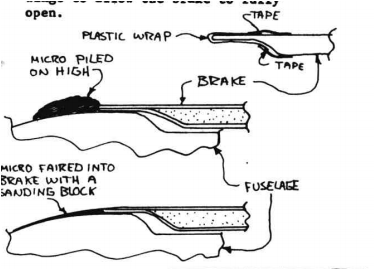 open.
TAPE
PLASTIC WRAP
TAPE
MICRO PILED
ON HIGH
BRAKE
MICRO FAIRED INTO
BRAKE WITH A
SANDING BLOCK
FUSELAGE